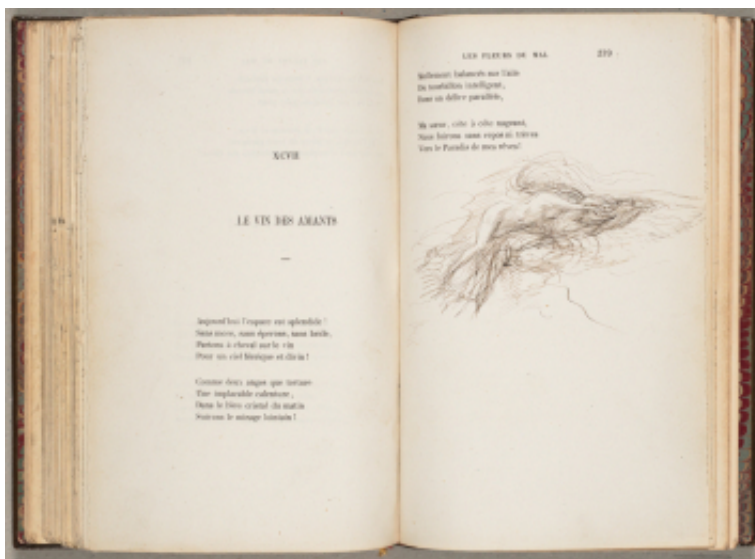 XCVII
LE VIN DES AMANTS
Aujourd'hui l'espace est splendide !
Sans mors, sans éperons, sans bride,
Partons à cheval sur le vin
Pour un ciel féerique et divin !
Comme deux anges que torture
Une implacable calenture,
Dans le bleu cristal du matin
Suivons le mirage lointain !
LES FLEURS DU MAL
219
Mollement balancés sur l'aile
Du tourbillon intelligent,
Dans un délire parallèle,
Ma sœur, côte à côte nageant,
Nous fuirons sans repos ni trêves
Vers le Paradis de mes rêves !